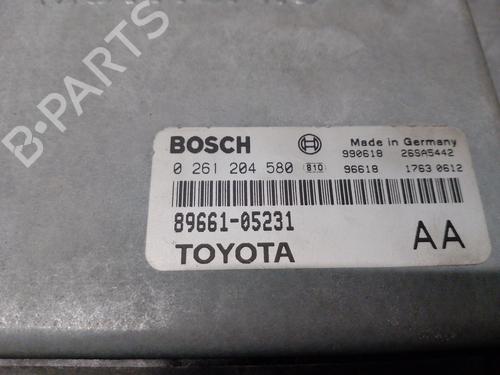 B-PARTS
BOSCH
Made in Germany
0 261 204 580 810 990618 26SA5442
96618 1763 0612
89661-05231
TOYOTA AA